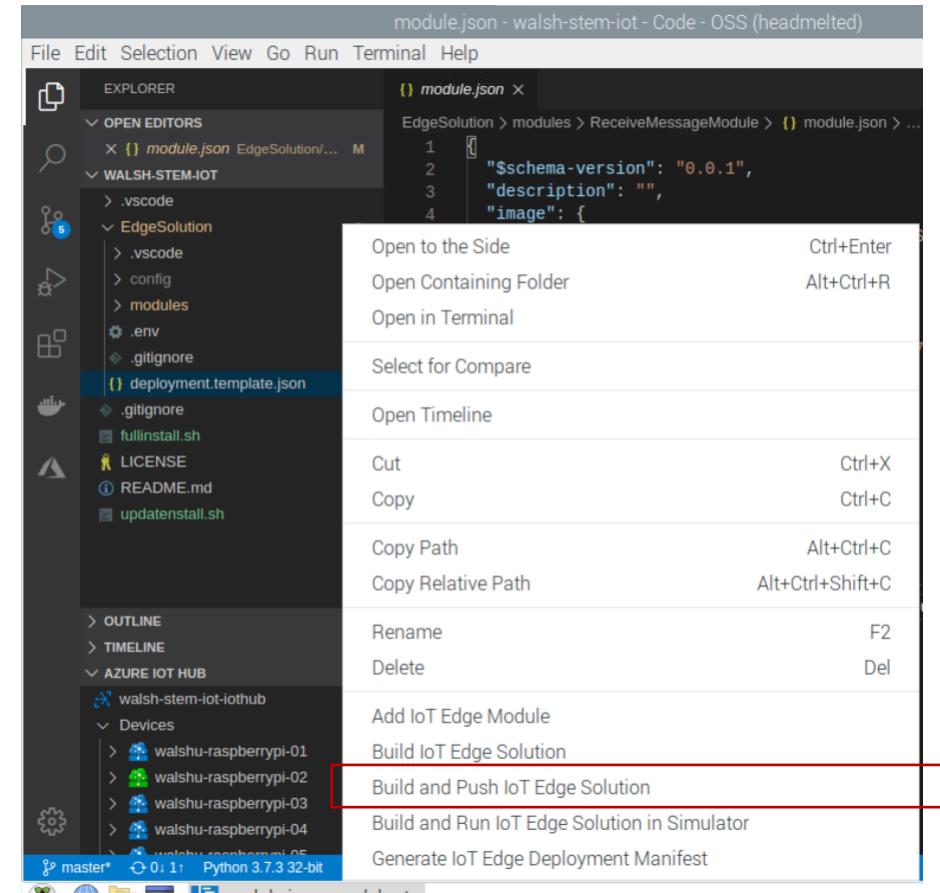 module.json - walsh-stem-iot - Code - OSS (headmelted)
File Edit Selection View Go Run Terminal Help
EXPLORER
{} module.json ×
OPEN EDITORS
× {} module.json EdgeSolution/... M
EdgeSolution > modules > ReceiveMessageModule > {} module.json > ...
WALSH-STEM-IOT
1 {
2 "$schema-version": "0.0.1",
3 "description": "",
4 "image": {
> .vscode
EdgeSolution
> .vscode
> config
> modules
.env
.gitignore
{} deployment.template.json
.gitignore
fullinstall.sh
LICENSE
README.md
updatenstall.sh
5
Open to the Side Ctrl+Enter
Open Containing Folder Alt+Ctrl+R
Open in Terminal
Select for Compare
Open Timeline
Cut Ctrl+X
Copy Ctrl+C
Copy Path Alt+Ctrl+C
Copy Relative Path Alt+Ctrl+Shift+C
Rename F2
Delete Del
Add IoT Edge Module
Build IoT Edge Solution
Build and Push IoT Edge Solution
Build and Run IoT Edge Solution in Simulator
Generate IoT Edge Deployment Manifest
> OUTLINE
> TIMELINE
AZURE IOT HUB
walsh-stem-iot-iothub
Devices
> walshu-raspberrypi-01
> walshu-raspberrypi-02
> walshu-raspberrypi-03
> walshu-raspberrypi-04
master* 0↓ 1↑ Python 3.7.3 32-bit